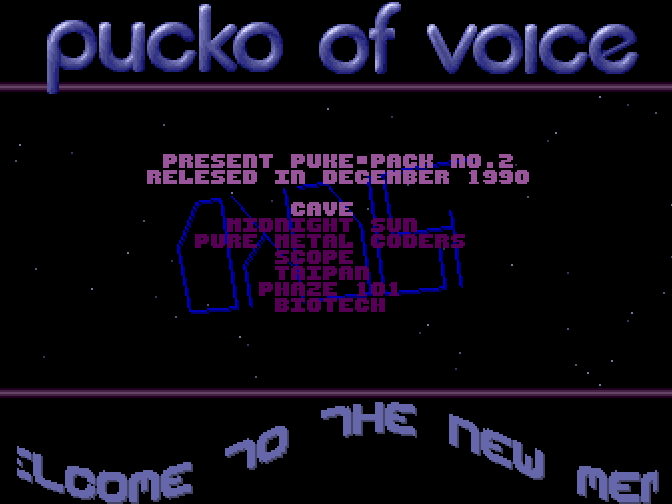 pucko of voice
PRESENT PUKE-PACK NO.2
RELESED IN DECEMBER 1990
CAVE
MIDNIGHT SUN
PURE METAL CODERS
SCOPE
TAIPAN
PHAZE 101
BIOTECH
ELCOME TO THE NEW MEM